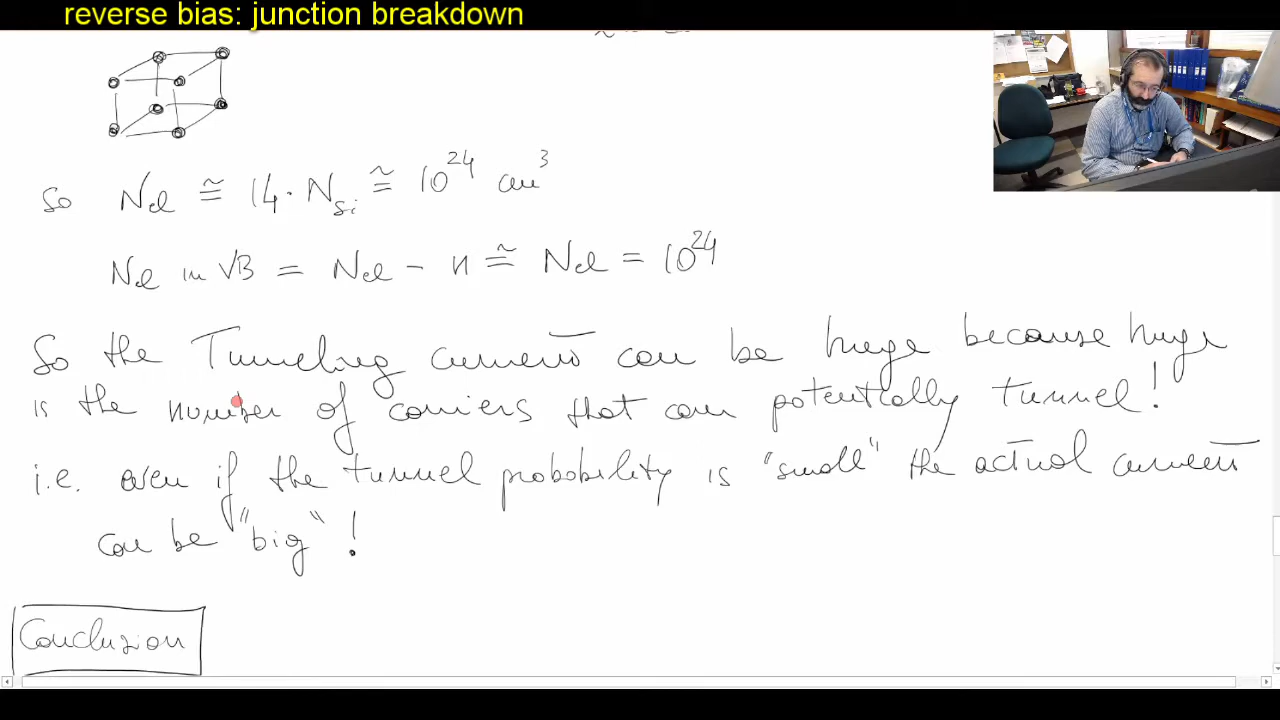 reverse bias: junction breakdown
So Nel ≅ 14 · NSi ≅ 10^24 cm^3
Nel in VB = Nel - n ≅ Nel = 10^24
So the Tunneling current can be huge because huge
is the number of carriers that can potentially tunnel!
i.e. even if the tunnel probability is "small" the actual current
can be "big" !
Conclusion